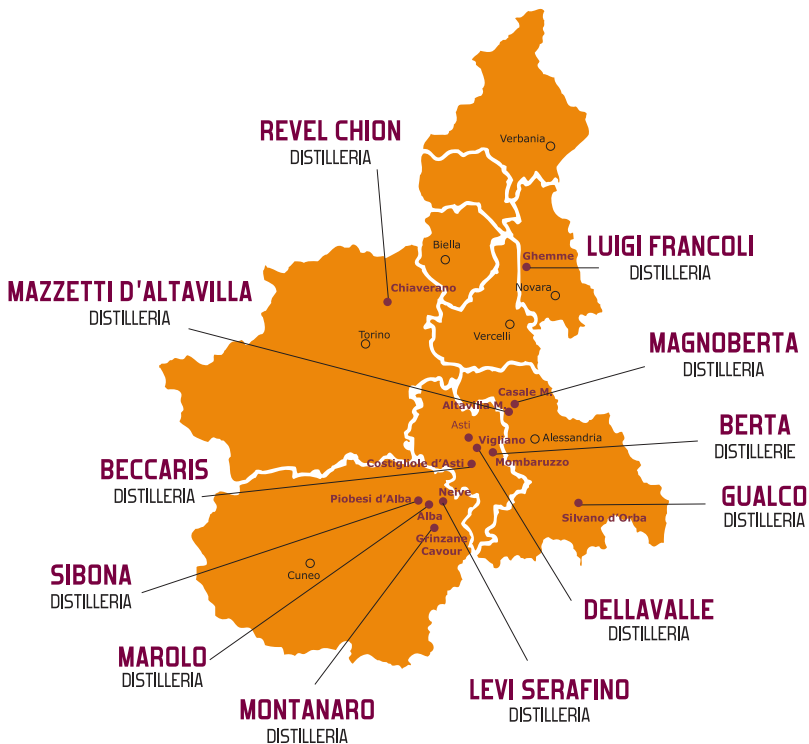 REVEL CHION
DISTILLERIA
Verbania
Biella
LUIGI FRANCOLI
DISTILLERIA
Ghemme
Chiaverano
Novara
MAZZETTI D'ALTAVILLA
DISTILLERIA
Torino
Vercelli
MAGNOBERTA
DISTILLERIA
Casale M.
Altavilla M.
Asti
Vigliano
Alessandria
BERTA
DISTILLERIE
BECCARIS
DISTILLERIA
Costigliole d'Asti
Mombaruzzo
Piobesi d'Alba
Neive
GUALCO
DISTILLERIA
Alba
Silvano d'Orba
Grinzane
Cavour
SIBONA
DISTILLERIA
Cuneo
DELLAVALLE
DISTILLERIA
MAROLO
DISTILLERIA
MONTANARO
DISTILLERIA
LEVI SERAFINO
DISTILLERIA